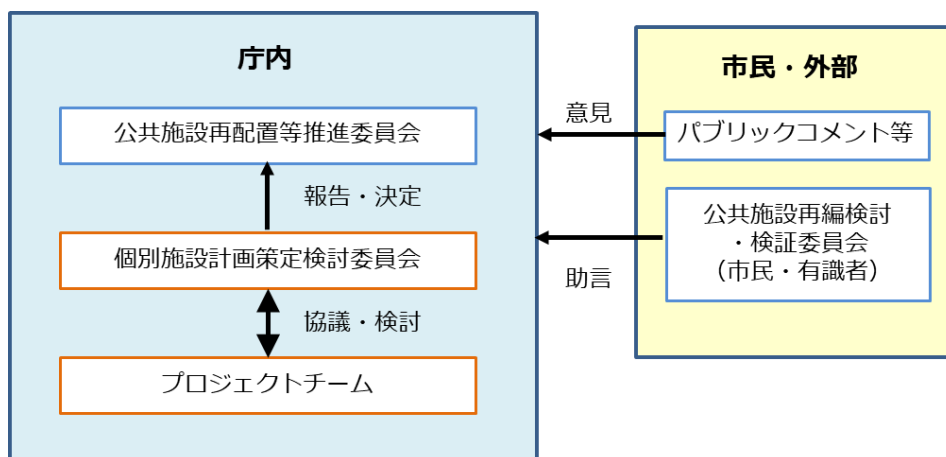 庁内
公共施設再配置等推進委員会
報告・決定
個別施設計画策定検討委員会
協議・検討
プロジェクトチーム
意見
助言
市民・外部
パブリックコメント等
公共施設再編検討
・検証委員会
（市民・有識者）